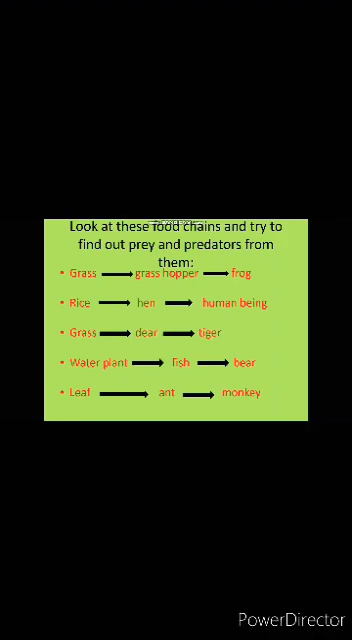 Look at these food chains and try to
find out prey and predators from
them:
• Grass → grass hopper → frog
• Rice → hen → human being
• Grass → dear → tiger
• Water plant → fish → bear
• Leaf → ant → monkey
PowerDirector